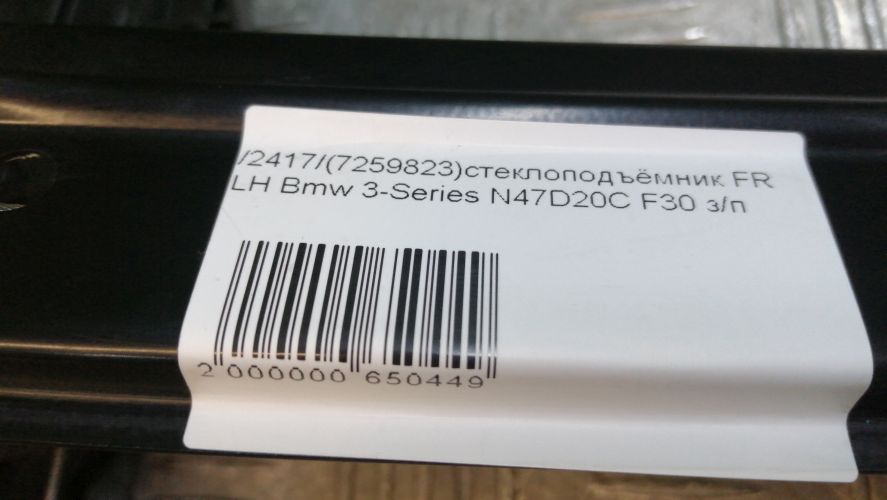 /2417/(7259823)стеклоподъёмник FR
LH Bmw 3-Series N47D20C F30 з/п
2 000000 650449